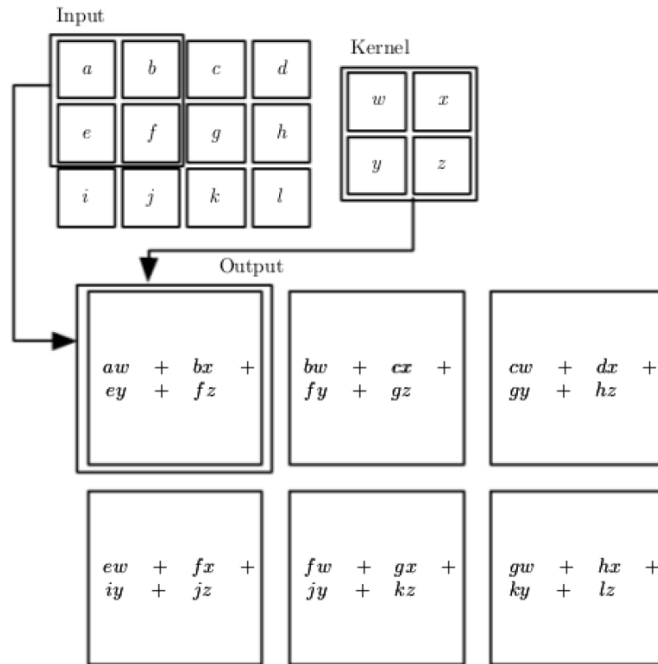 Input
Kernel
a b c d
w x
e f g h
y z
i j k l
Output
aw + bx +
ey + fz
bw + cx +
fy + gz
cw + dx +
gy + hz
ew + fx +
iy + jz
fw + gx +
jy + kz
gw + hx +
ky + lz